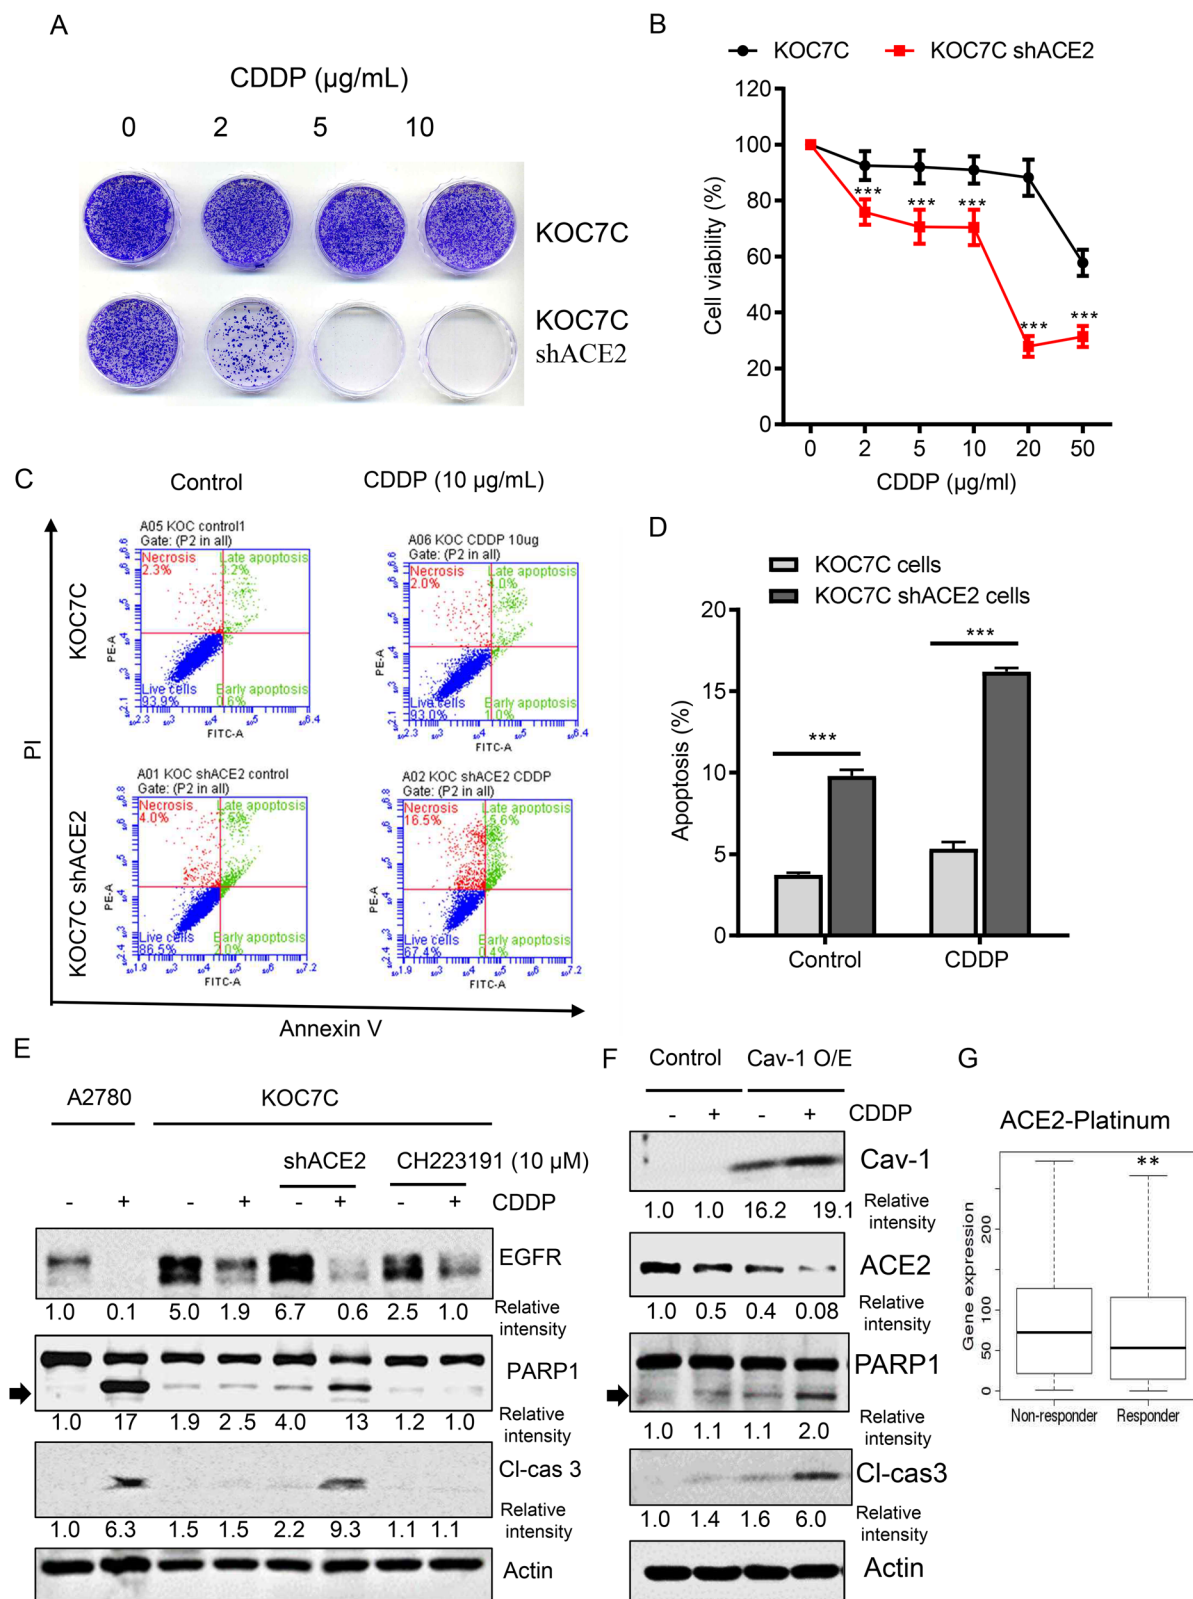 A
CDDP (µg/mL)
0 2 5 10
KOC7C
KOC7C
shACE2
B
KOC7C KOC7C shACE2
Cell viability (%)
120
100
80
60
40
20
0
*** *** *** *** ***
0 2 5 10 20 50
CDDP (µg/ml)
C
Control CDDP (10 µg/mL)
KOC7C
KOC7C shACE2
PI
Annexin V
A05 KOC control1
Gate: (P2 in all)
Necrosis
2.3%
Late apoptosis
Live cells
93.9%
Early apoptosis
0.6%
PE-A
FITC-A
A06 KOC CDDP 10ug
Gate: (P2 in all)
Necrosis
2.0%
Late apoptosis
Live cells
93.0%
Early apoptosis
1.0%
PE-A
FITC-A
A01 KOC shACE2 control
Gate: (P2 in all)
Necrosis
4.0%
Late apoptosis
Live cells
86.5%
Early apoptosis
PE-A
FITC-A
A02 KOC shACE2 CDDP
Gate: (P2 in all)
Necrosis
16.5%
Late apoptosis
Live cells
67.4%
Early apoptosis
0.4%
PE-A
FITC-A
D
KOC7C cells
KOC7C shACE2 cells
Apoptosis (%)
20
15
10
5
0
*** ***
Control CDDP
E
A2780 KOC7C
shACE2 CH223191 (10 µM)
- + - + - + - + CDDP
EGFR
1.0 0.1 5.0 1.9 6.7 0.6 2.5 1.0 Relative intensity
PARP1
1.0 17 1.9 2.5 4.0 13 1.2 1.0 Relative intensity
Cl-cas 3
1.0 6.3 1.5 1.5 2.2 9.3 1.1 1.1 Relative intensity
Actin
F
Control Cav-1 O/E
- + - + CDDP
Cav-1
1.0 1.0 16.2 19.1 Relative intensity
ACE2
1.0 0.5 0.4 0.08 Relative intensity
PARP1
1.0 1.1 1.1 2.0 Relative intensity
Cl-cas3
1.0 1.4 1.6 6.0 Relative intensity
Actin
G
ACE2-Platinum
**
Gene expression
0 50 100 200
Non-responder Responder